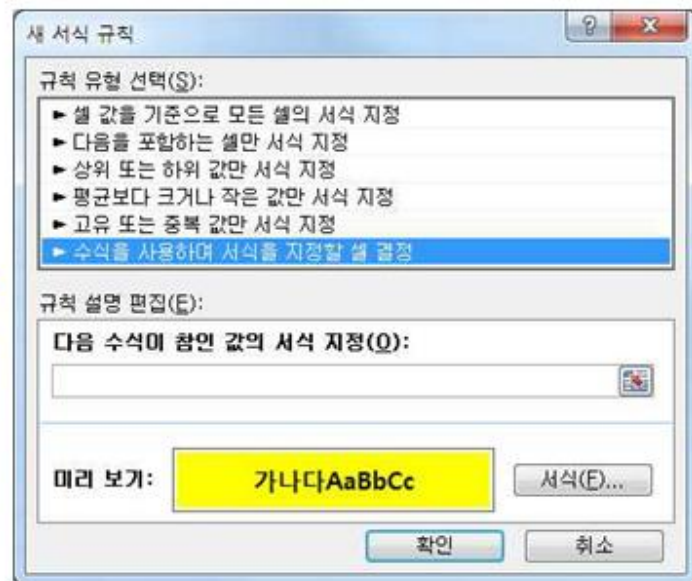 새 서식 규칙
규칙 유형 선택(S):
► 셀 값을 기준으로 모든 셀의 서식 지정
► 다음을 포함하는 셀만 서식 지정
► 상위 또는 하위 값만 서식 지정
► 평균보다 크거나 작은 값만 서식 지정
► 고유 또는 중복 값만 서식 지정
► 수식을 사용하여 서식을 지정할 셀 결정
규칙 설명 편집(E):
다음 수식이 참인 값의 서식 지정(O):
미리 보기:
가나다AaBbCc
서식(F)...
확인
취소